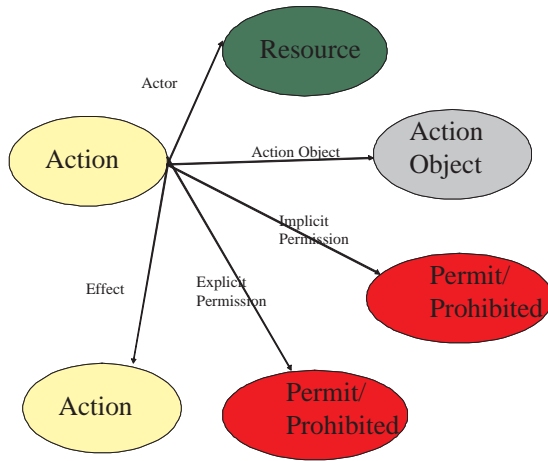 Resource
Actor
Action
Action Object
Action
Object
Implicit
Permission
Permit/
Prohibited
Effect
Explicit
Permission
Action
Permit/
Prohibited